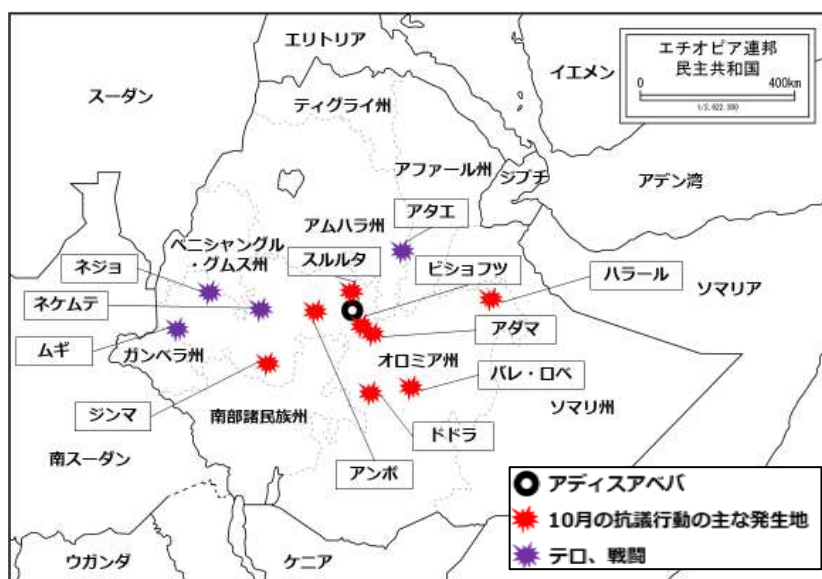 エリトリア
イエメン
エチオピア連邦
民主共和国
0 400km
スーダン
ティグライ州
アファール州
ジブチ
アデン湾
アムハラ州
アタエ
ベニシャングル
・グムス州
スルルタ
ビショフツ
ハラール
ネジョ
ソマリア
ネケムテ
アダマ
ムギ
ガンベラ州
オロミア州
バレ・ロベ
ジンマ
南部諸民族州
ドドラ
ソマリ州
南スーダン
アンボ
アディスアベバ
10月の抗議行動の主な発生地
テロ、戦闘
ウガンダ
ケニア